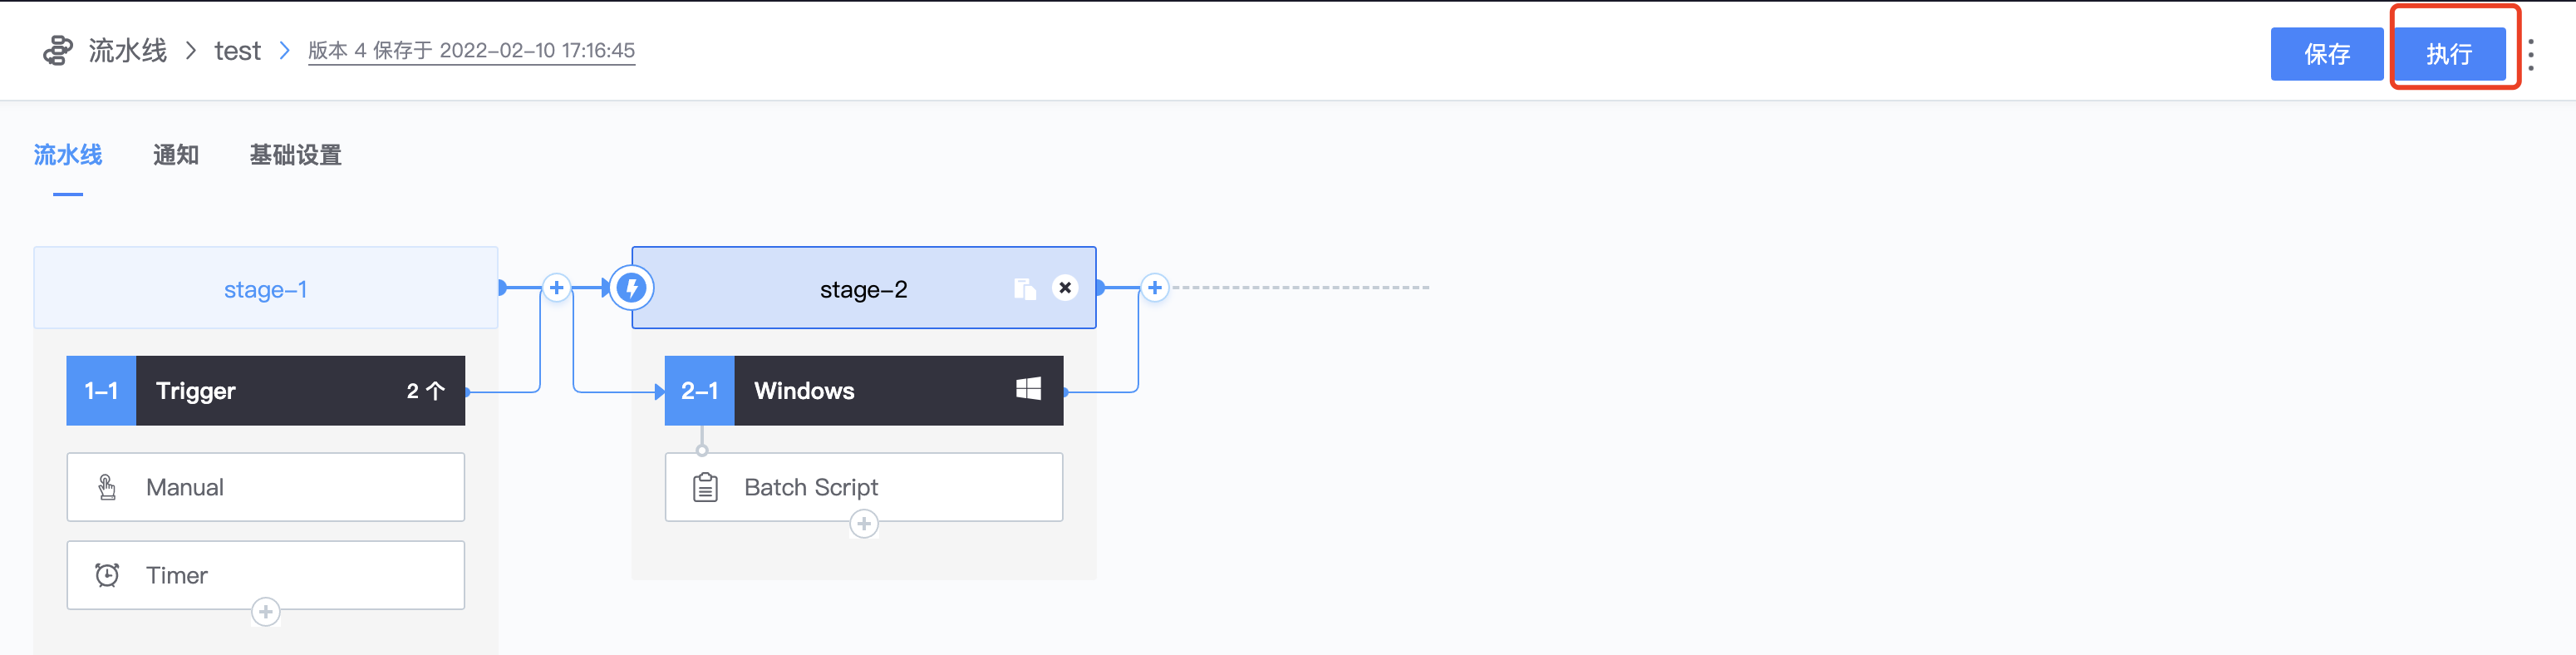 流水线 > test > 版本 4 保存于 2022-02-10 17:16:45
保存
执行
流水线 通知 基础设置
stage-1
stage-2
1-1 Trigger 2 个
2-1 Windows
Manual
Batch Script
Timer